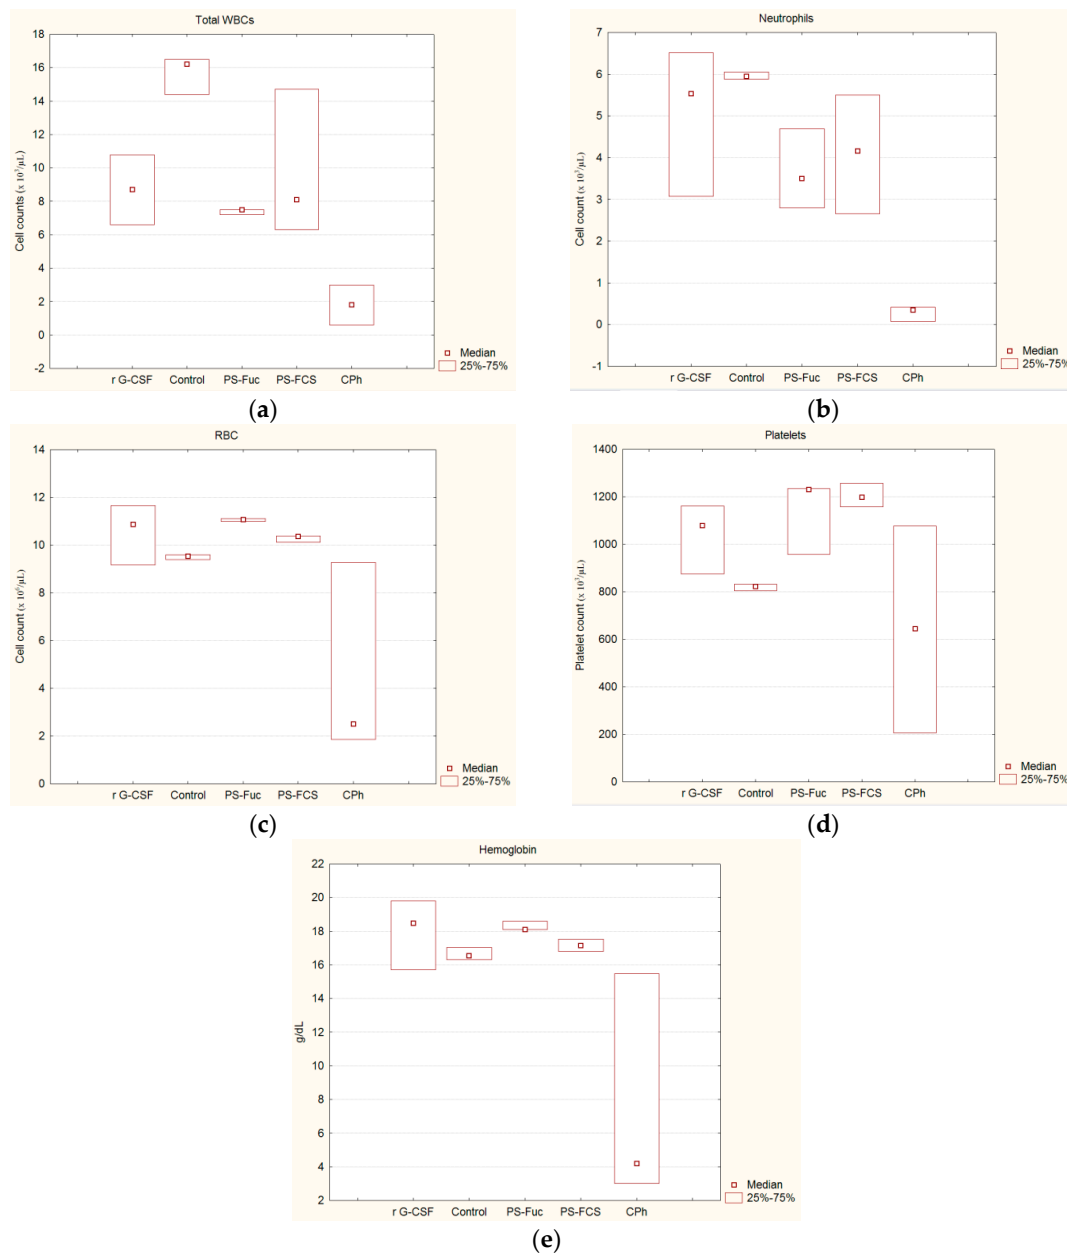 Total WBCs
18
16
14
12
10
8
6
4
2
0
-2
Cell counts (x 10³/µL)
r G-CSF Control PS-Fuc PS-FCS CPh
Median
25%-75%
(a)
Neutrophils
7
6
5
4
3
2
1
0
-1
Cell count (x 10³/µL)
r G-CSF Control PS-Fuc PS-FCS CPh
Median
25%-75%
(b)
RBC
14
12
10
8
6
4
2
0
Cell count (x 10⁶/µL)
r G-CSF Control PS-Fuc PS-FCS CPh
Median
25%-75%
(c)
Platelets
1400
1200
1000
800
600
400
200
0
Platelet count (x 10³/µL)
r G-CSF Control PS-Fuc PS-FCS CPh
Median
25%-75%
(d)
Hemoglobin
22
20
18
16
14
12
10
8
6
4
2
g/dL
r G-CSF Control PS-Fuc PS-FCS CPh
Median
25%-75%
(e)